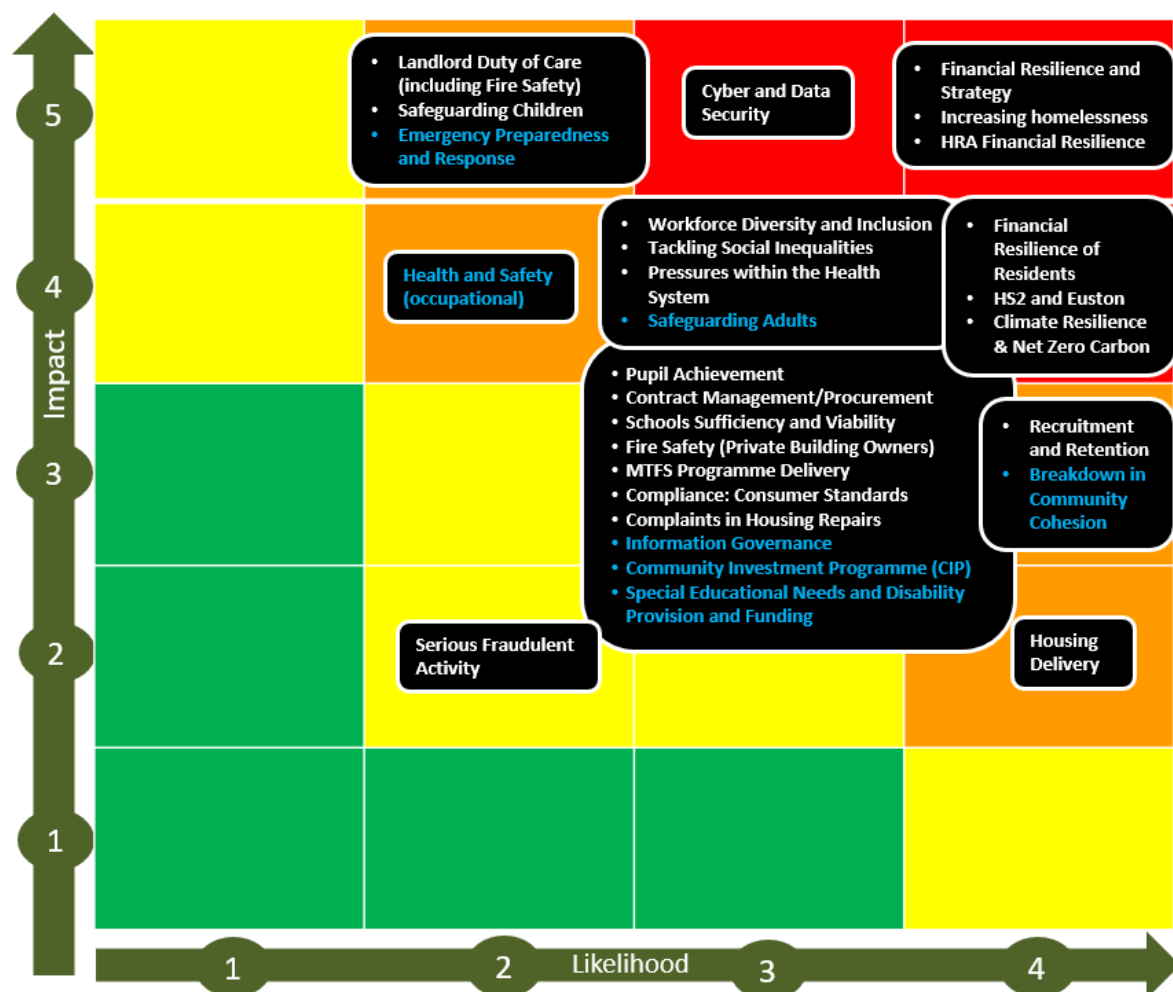 5
• Landlord Duty of Care
(including Fire Safety)
• Safeguarding Children
• Emergency Preparedness
and Response
Cyber and Data
Security
• Financial Resilience and
Strategy
• Increasing homelessness
• HRA Financial Resilience
4
Health and Safety
(occupational)
• Workforce Diversity and Inclusion
• Tackling Social Inequalities
• Pressures within the Health
System
• Safeguarding Adults
• Financial
Resilience of
Residents
• HS2 and Euston
• Climate Resilience
& Net Zero Carbon
Impact
3
• Pupil Achievement
• Contract Management/Procurement
• Schools Sufficiency and Viability
• Fire Safety (Private Building Owners)
• MTFS Programme Delivery
• Compliance: Consumer Standards
• Complaints in Housing Repairs
• Information Governance
• Community Investment Programme (CIP)
• Special Educational Needs and Disability
Provision and Funding
• Recruitment
and Retention
• Breakdown in
Community
Cohesion
2
Serious Fraudulent
Activity
Housing
Delivery
1
1
2
Likelihood
3
4